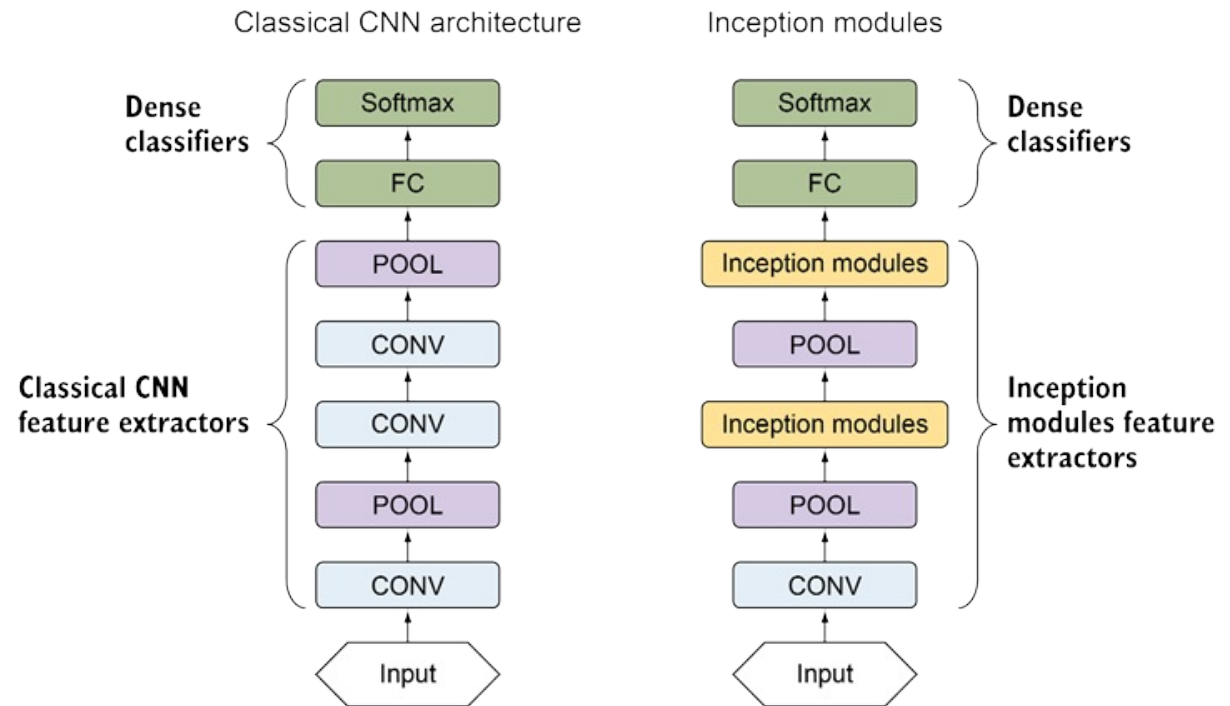 Classical CNN architecture
Dense
classifiers
Softmax
FC
Classical CNN
feature extractors
POOL
CONV
CONV
POOL
CONV
Input
Inception modules
Softmax
FC
Dense
classifiers
Inception modules
POOL
Inception modules
POOL
CONV
Inception
modules feature
extractors
Input